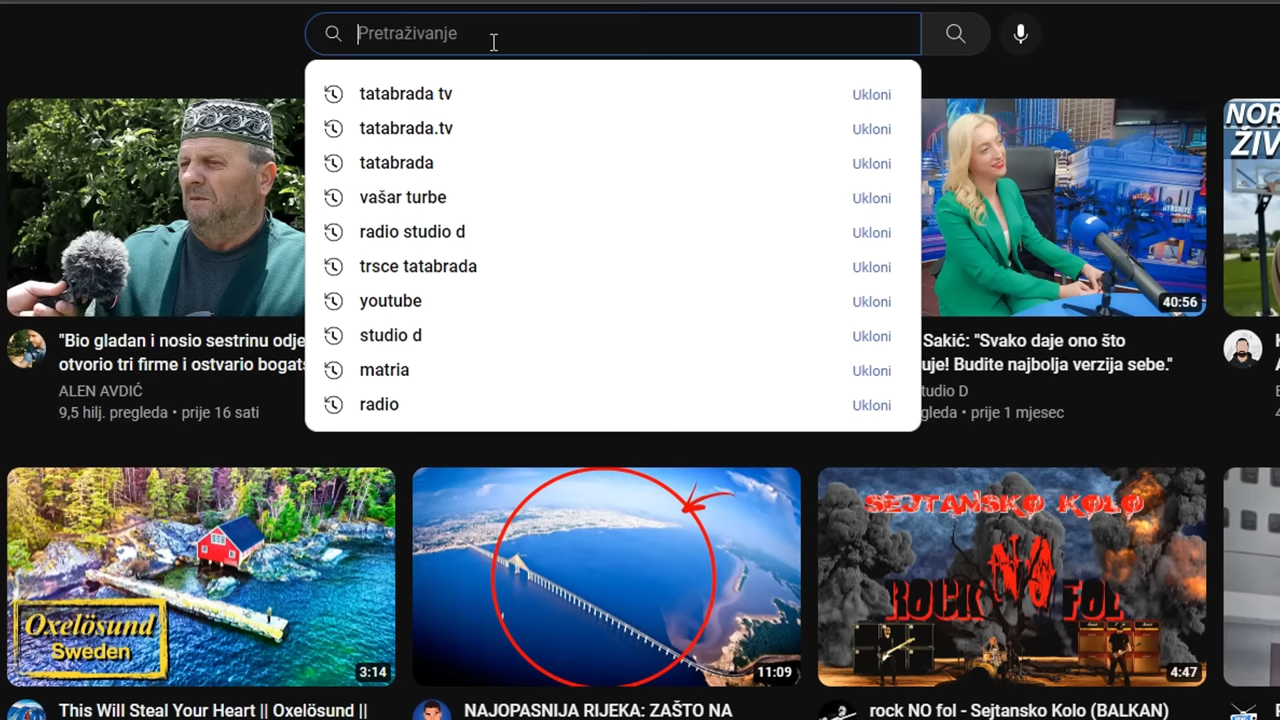 Pretraživanje
tatabrada tv Ukloni
tatabrada.tv Ukloni
tatabrada Ukloni
vašar turbe Ukloni
radio studio d Ukloni
trsce tatabrada Ukloni
youtube Ukloni
studio d Ukloni
matria Ukloni
radio Ukloni
40:56
"Bio gladan i nosio sestrinu odje
otvorio tri firme i ostvario bogat
ALEN AVDIĆ
9,5 hilj. pregleda • prije 16 sati
Sakić: "Svako daje ono što
uje! Budite najbolja verzija sebe."
tudio D
gleda • prije 1 mjesec
NOR
ŽIV
Oxelösund
Sweden
3:14
11:09
SEJTANSKO KOLO
ROCK NO FOL
4:47
This Will Steal Your Heart || Oxelösund ||
NAJOPASNIJA RIJEKA: ZAŠTO NA
rock NO fol - Sejtansko Kolo (BALKAN)